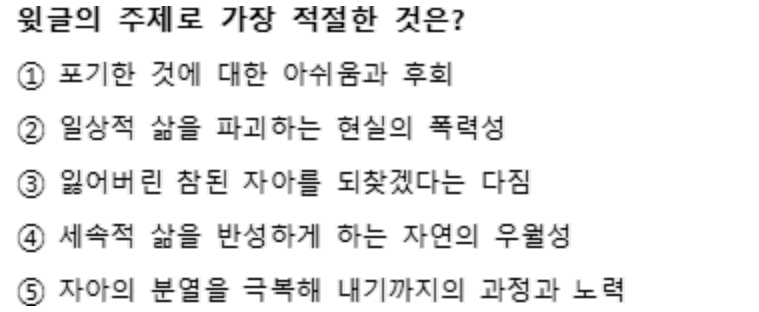 윗글의 주제로 가장 적절한 것은?
① 포기한 것에 대한 아쉬움과 후회
② 일상적 삶을 파괴하는 현실의 폭력성
③ 잃어버린 참된 자아를 되찾겠다는 다짐
④ 세속적 삶을 반성하게 하는 자연의 우월성
⑤ 자아의 분열을 극복해 내기까지의 과정과 노력